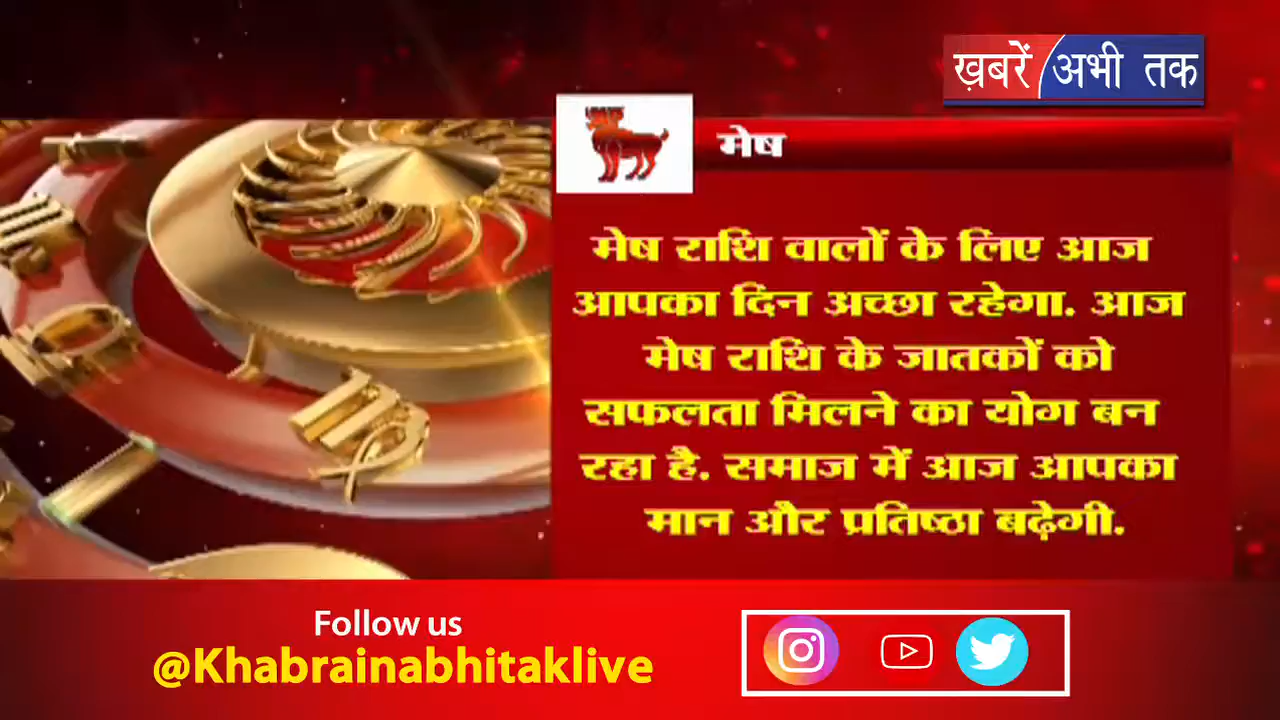 ख़बरें अभी तक
मेष
मेष राशि वालों के लिए आज
आपका दिन अच्छा रहेगा. आज
मेष राशि के जातकों को
सफलता मिलने का योग बन
रहा है. समाज में आज आपका
मान और प्रतिष्ठा बढ़ेगी.
Follow us
@Khabrainabhitaklive